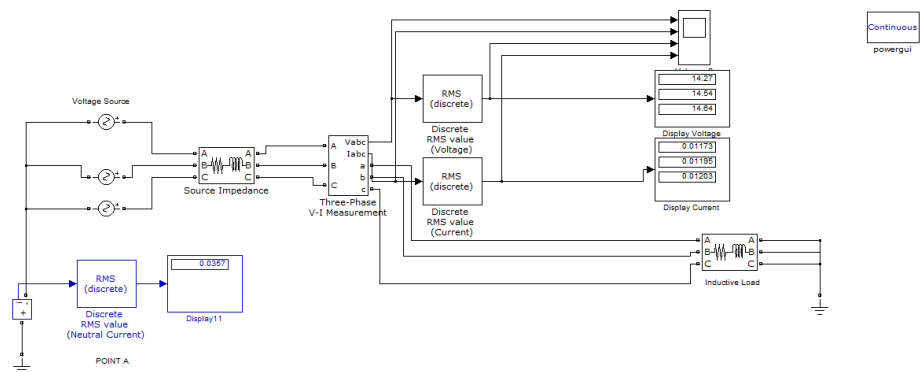 Continuous
powergui
Voltage Source
RMS
(discrete)
Discrete
RMS value
(Voltage)
14.27
14.54
14.64
Display Voltage
A
B
C
A
B
C
Source Impedance
A
B
C
Vabc
Iabc
a
b
c
Three-Phase
V-I Measurement
RMS
(discrete)
Discrete
RMS value
(Current)
0.01173
0.01195
0.01203
Display Current
A
B
C
A
B
C
Inductive Load
RMS
(discrete)
Discrete
RMS value
(Neutral Current)
0.0357
Display11
POINT A